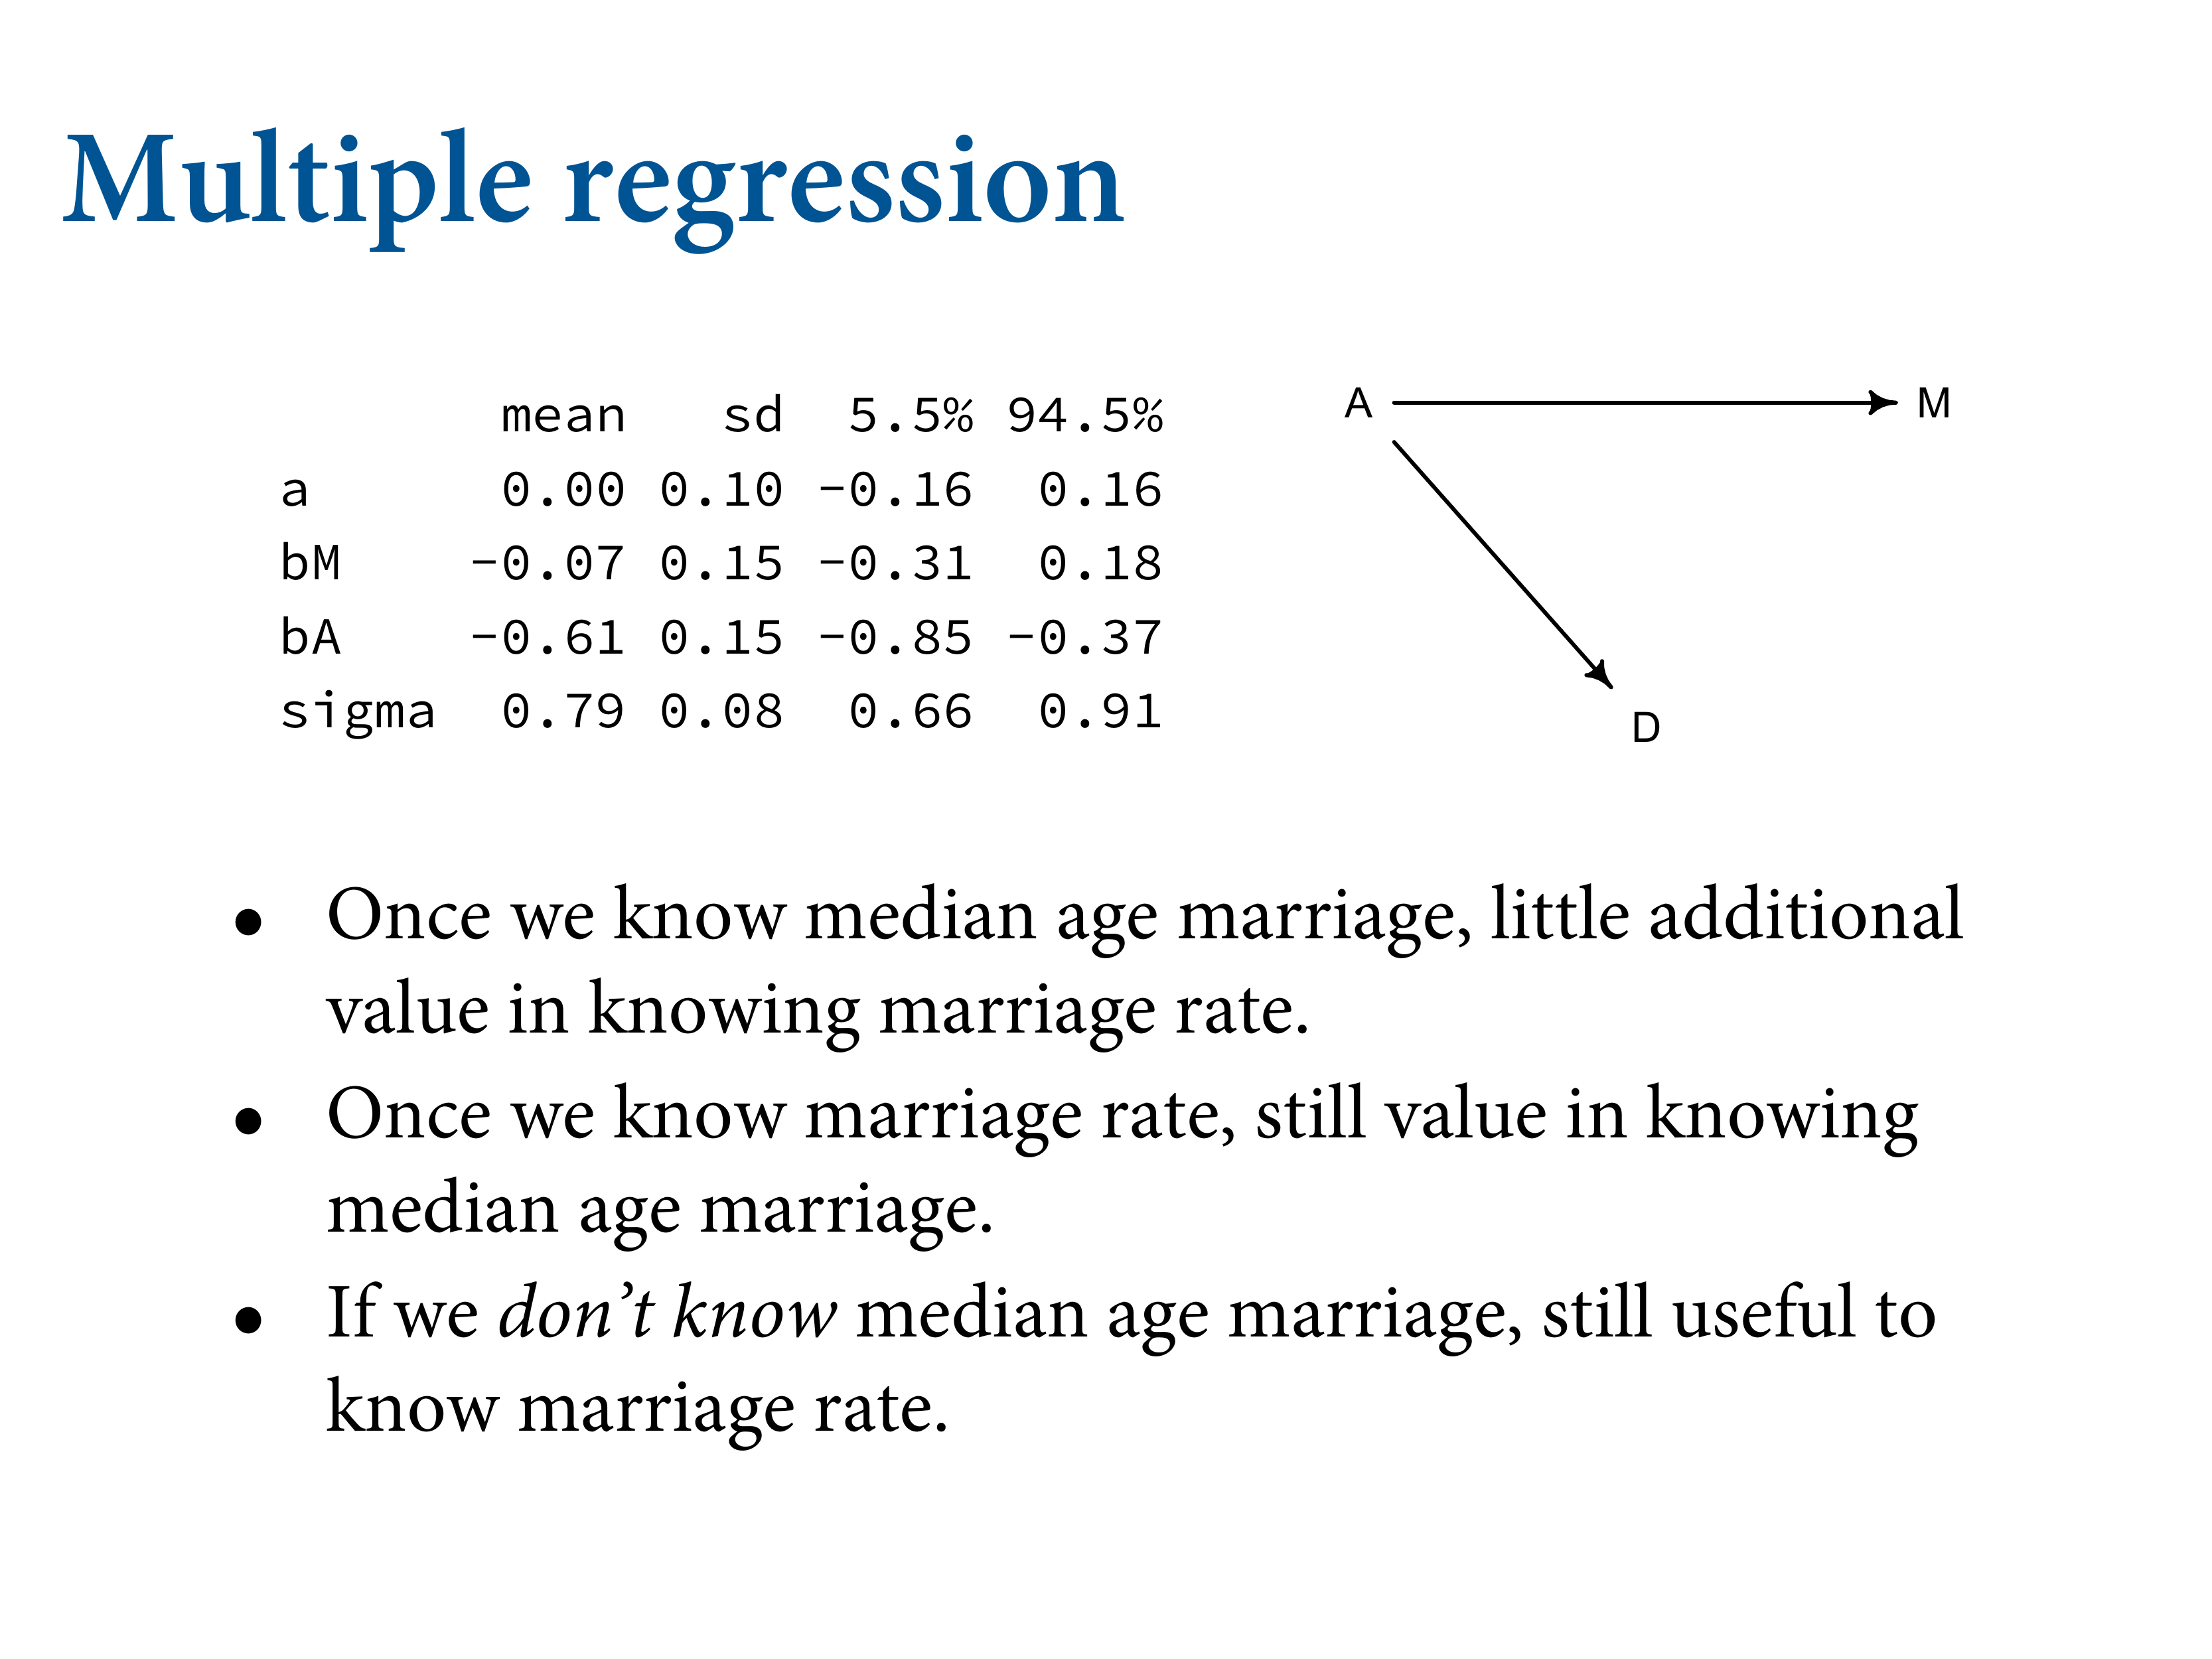 Multiple regression
mean sd 5.5% 94.5%
a 0.00 0.10 −0.16 0.16
bM −0.07 0.15 −0.31 0.18
bA −0.61 0.15 −0.85 −0.37
sigma 0.79 0.08 0.66 0.91
A M
D
• Once we know median age marriage, little additional
value in knowing marriage rate.
• Once we know marriage rate, still value in knowing
median age marriage.
• If we don’t know median age marriage, still useful to
know marriage rate.